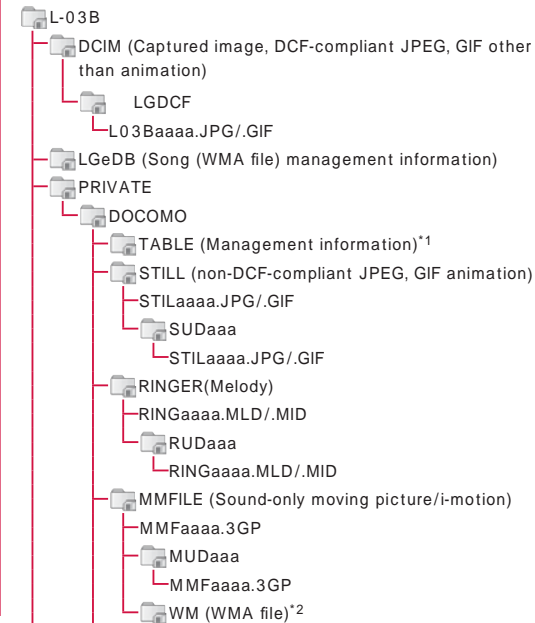 L-03B
DCIM (Captured image, DCF-compliant JPEG, GIF other
than animation)
LGDCF
L03Baaaa.JPG/.GIF
LGeDB (Song (WMA file) management information)
PRIVATE
DOCOMO
TABLE (Management information)*1
STILL (non-DCF-compliant JPEG, GIF animation)
STILaaaa.JPG/.GIF
SUDaaa
STILaaaa.JPG/.GIF
RINGER(Melody)
RINGaaaa.MLD/.MID
RUDaaa
RINGaaaa.MLD/.MID
MMFILE (Sound-only moving picture/i-motion)
MMFaaaa.3GP
MUDaaa
MMFaaaa.3GP
WM (WMA file)*2